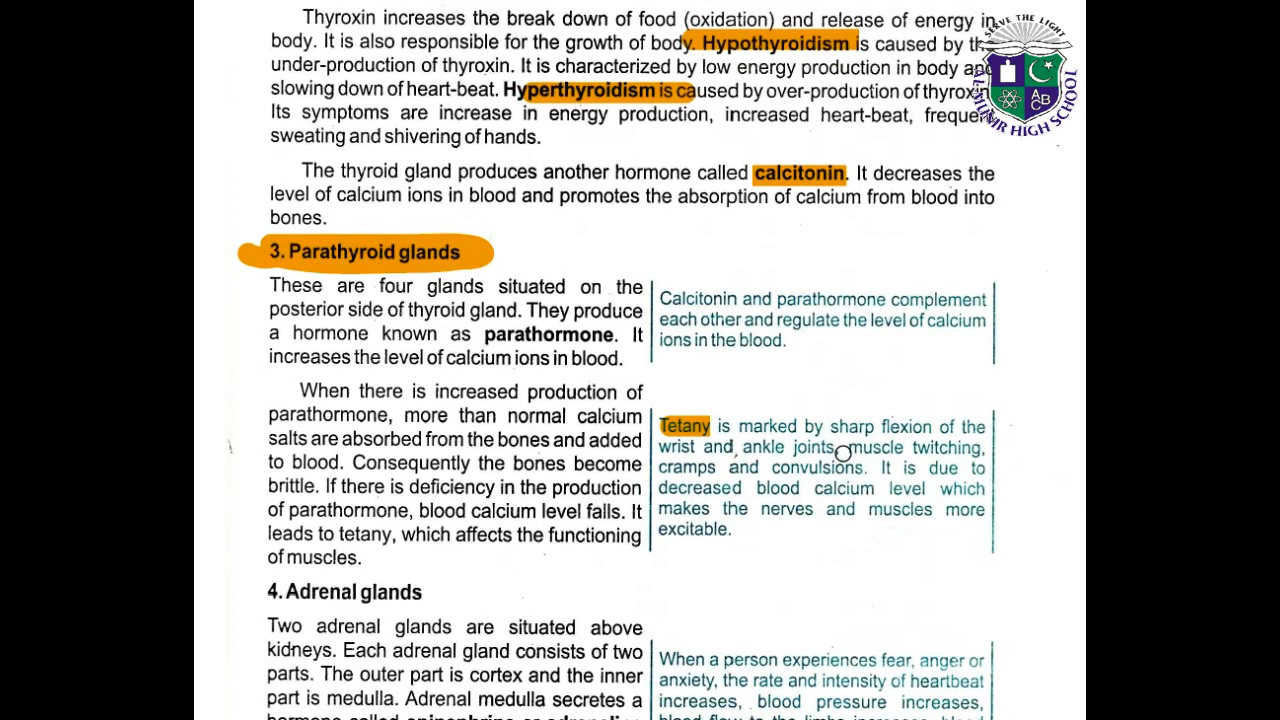 Thyroxin increases the break down of food (oxidation) and release of energy in
body. It is also responsible for the growth of body. Hypothyroidism is caused by the
under-production of thyroxin. It is characterized by low energy production in body and
slowing down of heart-beat. Hyperthyroidism is caused by over-production of thyroxin.
Its symptoms are increase in energy production, increased heart-beat, frequent
sweating and shivering of hands.
The thyroid gland produces another hormone called calcitonin. It decreases the
level of calcium ions in blood and promotes the absorption of calcium from blood into
bones.
3. Parathyroid glands
These are four glands situated on the
posterior side of thyroid gland. They produce
a hormone known as parathormone. It
increases the level of calcium ions in blood.
Calcitonin and parathormone complement
each other and regulate the level of calcium
ions in the blood.
When there is increased production of
parathormone, more than normal calcium
salts are absorbed from the bones and added
to blood. Consequently the bones become
brittle. If there is deficiency in the production
of parathormone, blood calcium level falls. It
leads to tetany, which affects the functioning
of muscles.
Tetany is marked by sharp flexion of the
wrist and ankle joints, muscle twitching,
cramps and convulsions. It is due to
decreased blood calcium level which
makes the nerves and muscles more
excitable.
4. Adrenal glands
Two adrenal glands are situated above
kidneys. Each adrenal gland consists of two
parts. The outer part is cortex and the inner
part is medulla. Adrenal medulla secretes a
hormone called epinephrine or adrenaline
When a person experiences fear, anger or
anxiety, the rate and intensity of heartbeat
increases, blood pressure increases,
blood flow to the limbs increases, blood
SERVE THE LIGHT
HIGH SCHOOL
A B
C